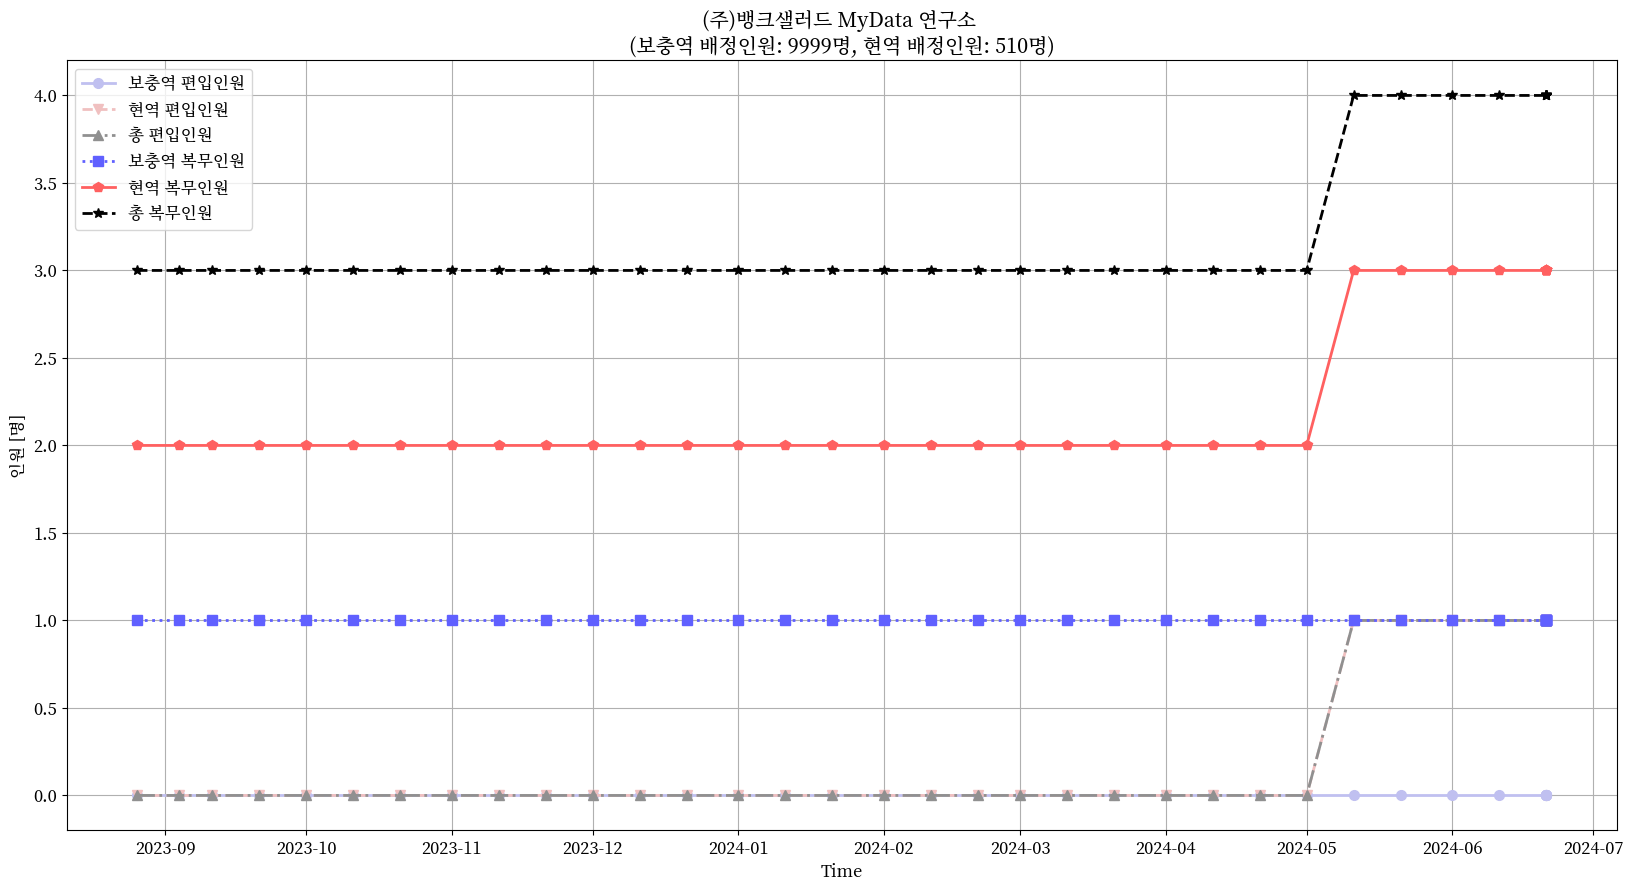 (주)뱅크샐러드 MyData 연구소
(보충역 배정인원: 9999명, 현역 배정인원: 510명)
보충역 편입인원
현역 편입인원
총 편입인원
보충역 복무인원
현역 복무인원
총 복무인원
4.0
3.5
3.0
2.5
2.0
1.5
1.0
0.5
0.0
인원 [명]
2023-09 2023-10 2023-11 2023-12 2024-01 2024-02 2024-03 2024-04 2024-05 2024-06 2024-07
Time